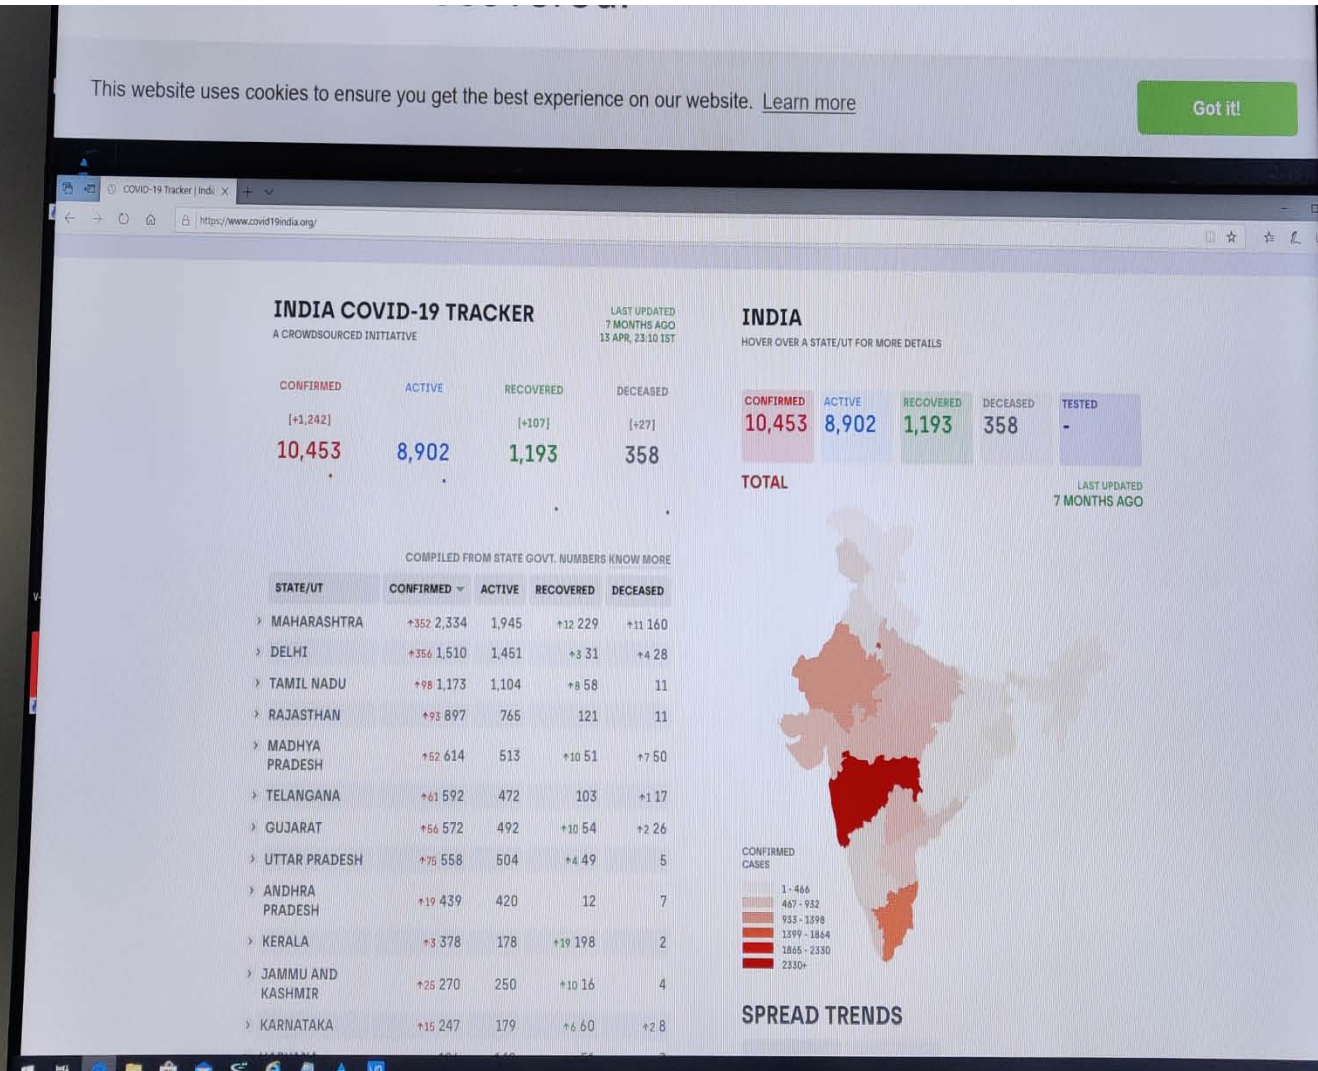 This website uses cookies to ensure you get the best experience on our website. Learn more
Got it!
COVID-19 Tracker | Indi
https://www.covid19india.org/
INDIA COVID-19 TRACKER
A CROWDSOURCED INITIATIVE
LAST UPDATED
7 MONTHS AGO
13 APR, 23:10 IST
CONFIRMED ACTIVE RECOVERED DECEASED
[+1,242] [+107] [+27]
10,453 8,902 1,193 358
COMPILED FROM STATE GOVT. NUMBERS KNOW MORE
STATE/UT CONFIRMED ACTIVE RECOVERED DECEASED
MAHARASHTRA ↑352 2,334 1,945 ↑12 229 ↑11 160
DELHI ↑356 1,510 1,451 ↑3 31 ↑4 28
TAMIL NADU ↑98 1,173 1,104 ↑8 58 11
RAJASTHAN ↑93 897 765 121 11
MADHYA
PRADESH ↑52 614 513 ↑10 51 ↑7 50
TELANGANA ↑61 592 472 103 ↑1 17
GUJARAT ↑56 572 492 ↑10 54 ↑2 26
UTTAR PRADESH ↑75 558 504 ↑4 49 5
ANDHRA
PRADESH ↑19 439 420 12 7
KERALA ↑3 378 178 ↑19 198 2
JAMMU AND
KASHMIR ↑25 270 250 ↑10 16 4
KARNATAKA ↑15 247 179 ↑6 60 ↑2 8
INDIA
HOVER OVER A STATE/UT FOR MORE DETAILS
CONFIRMED ACTIVE RECOVERED DECEASED TESTED
10,453 8,902 1,193 358 -
TOTAL
LAST UPDATED
7 MONTHS AGO
CONFIRMED
CASES
1 - 466
467 - 932
933 - 1398
1399 - 1864
1865 - 2330
2330+
SPREAD TRENDS